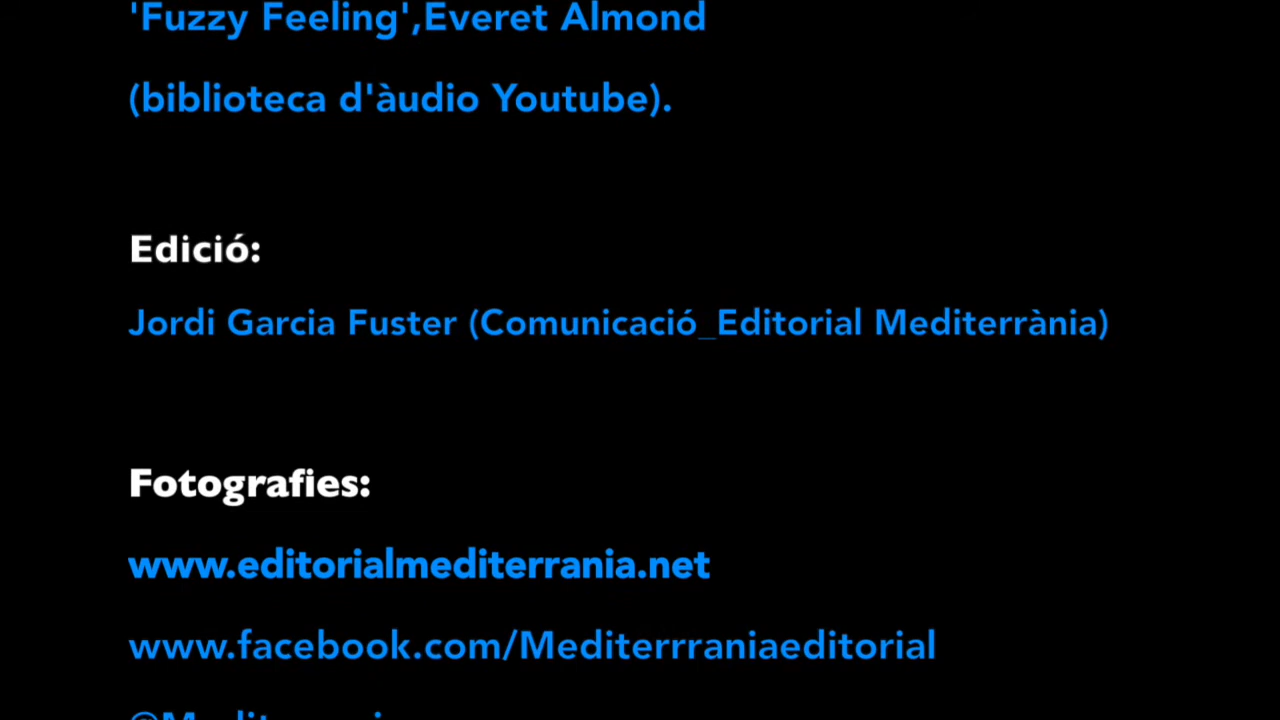 'Fuzzy Feeling',Everet Almond
(biblioteca d'àudio Youtube).
Edició:
Jordi Garcia Fuster (Comunicació_Editorial Mediterrània)
Fotografies:
www.editorialmediterrania.net
www.facebook.com/Mediterrraniaeditorial